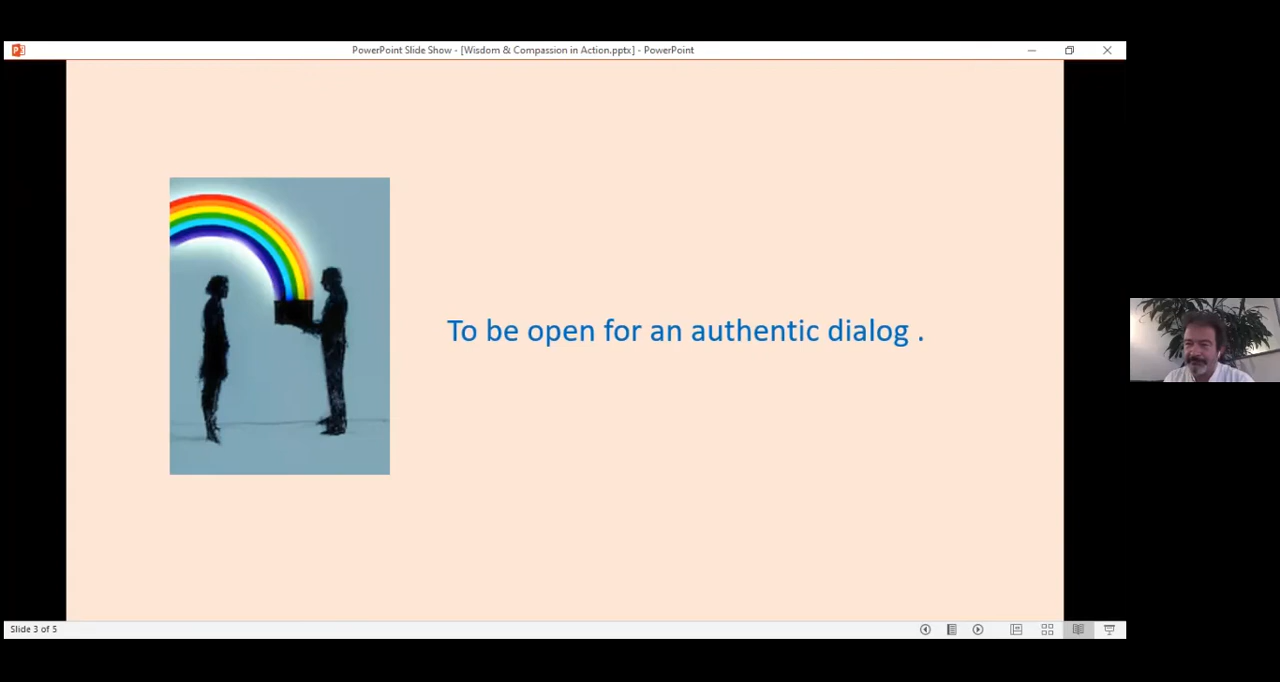 PowerPoint Slide Show - [Wisdom & Compassion in Action.pptx] - PowerPoint
To be open for an authentic dialog .
Slide 3 of 5